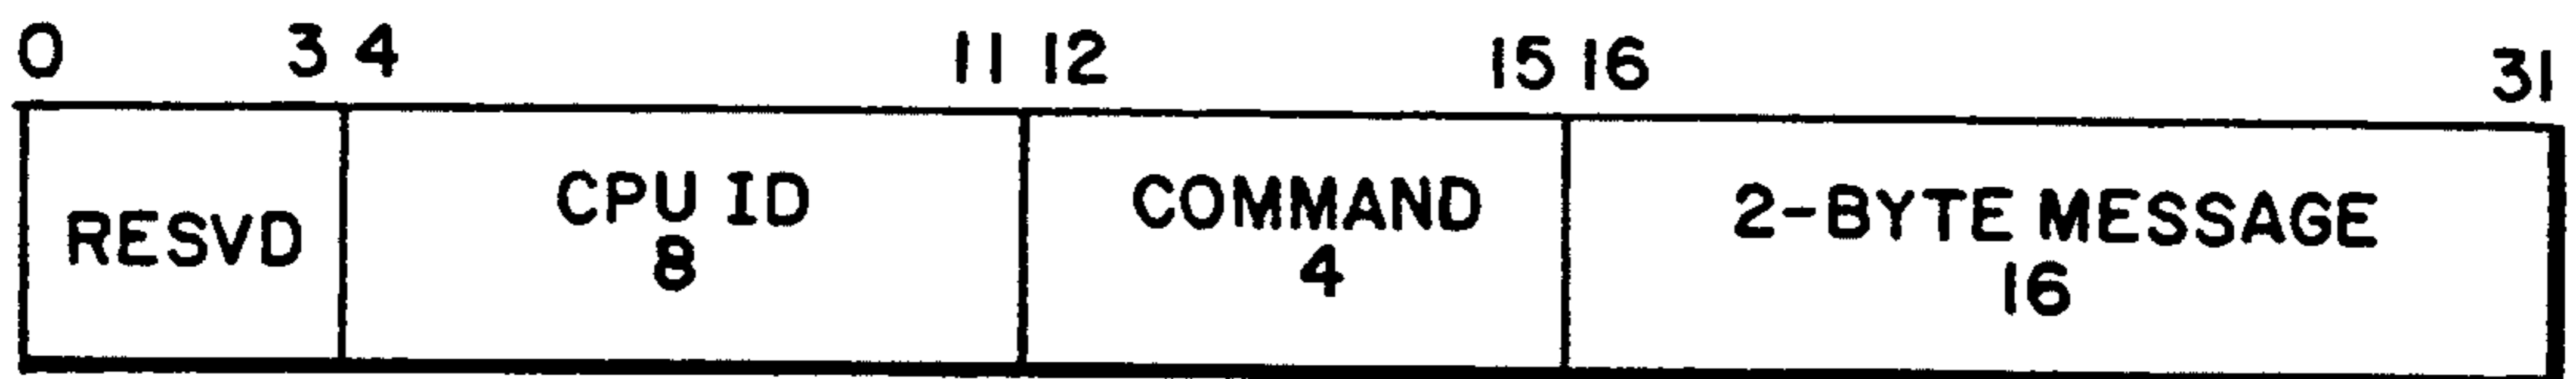 0 3 4 11 12 15 16 31
RESVD CPU ID COMMAND 2-BYTE MESSAGE
8 4 16